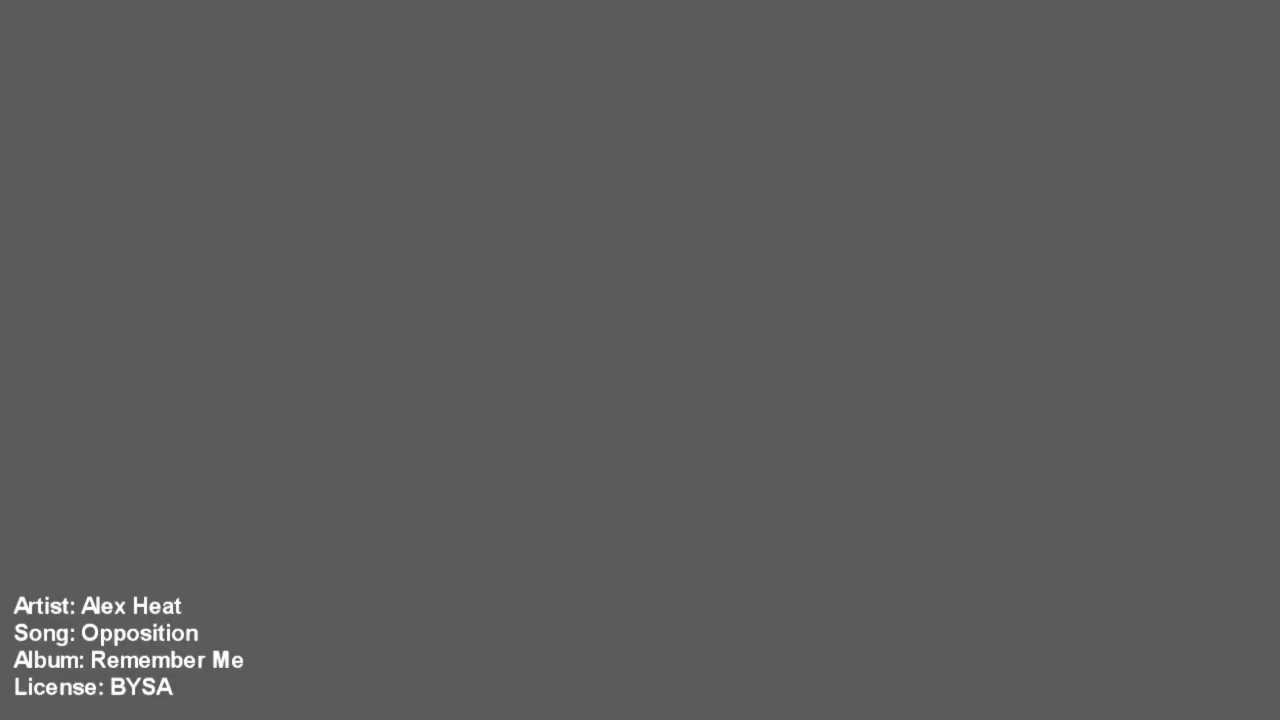 Artist: Alex Heat
Song: Opposition
Album: Remember Me
License: BYSA